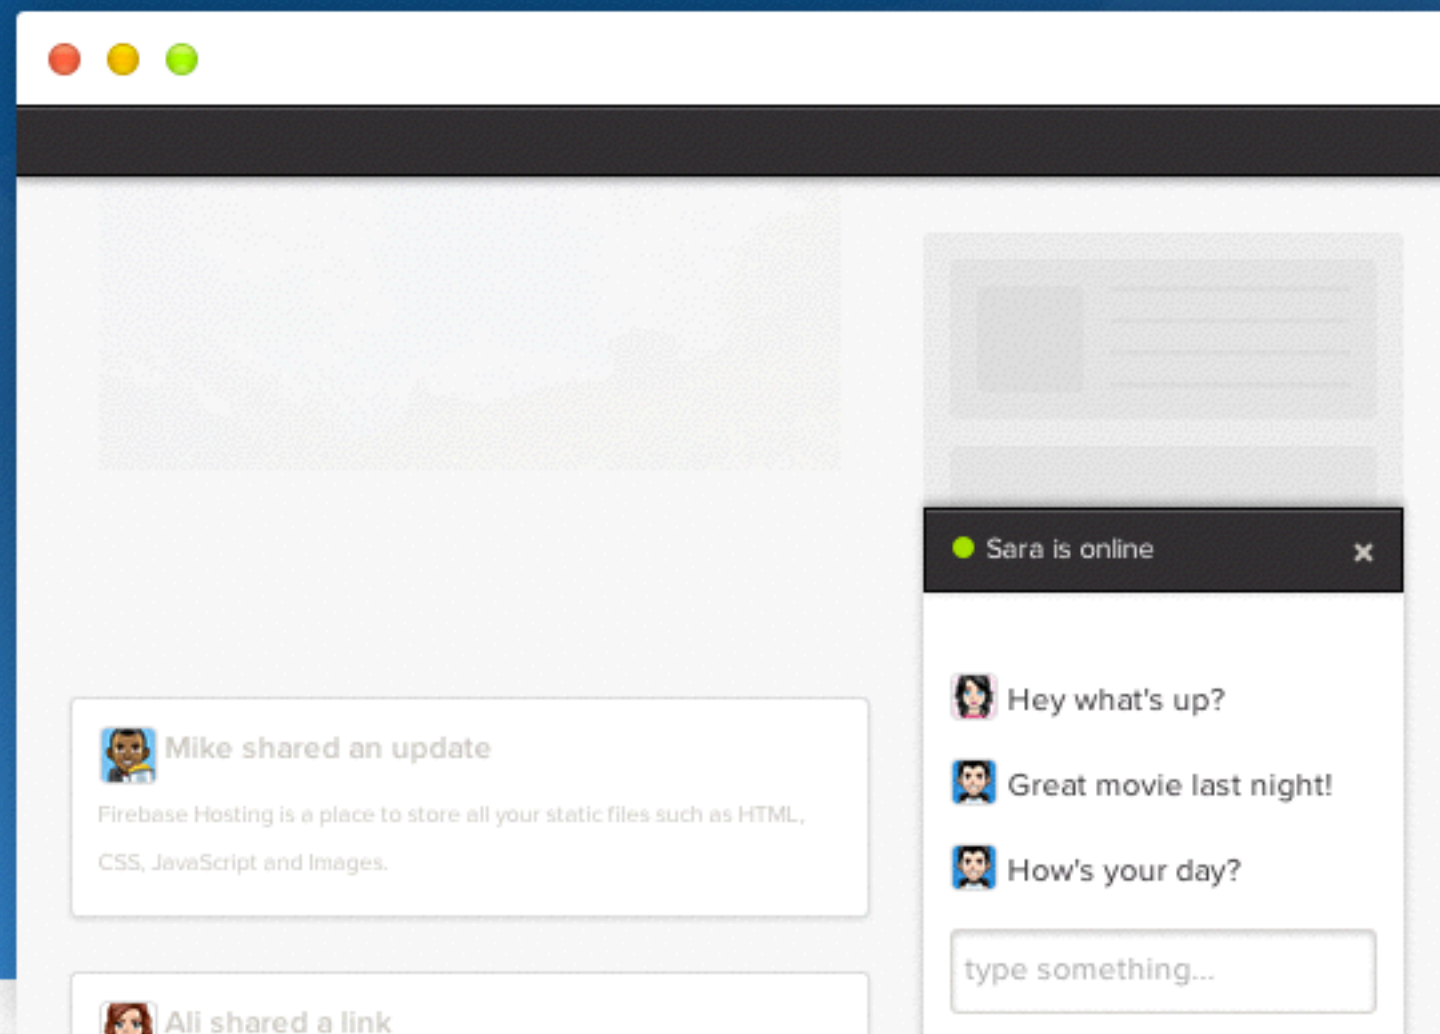 Sara is online
Hey what's up?
Great movie last night!
How's your day?
type something...
Mike shared an update
Firebase Hosting is a place to store all your static files such as HTML,
CSS, JavaScript and Images.
Ali shared a link